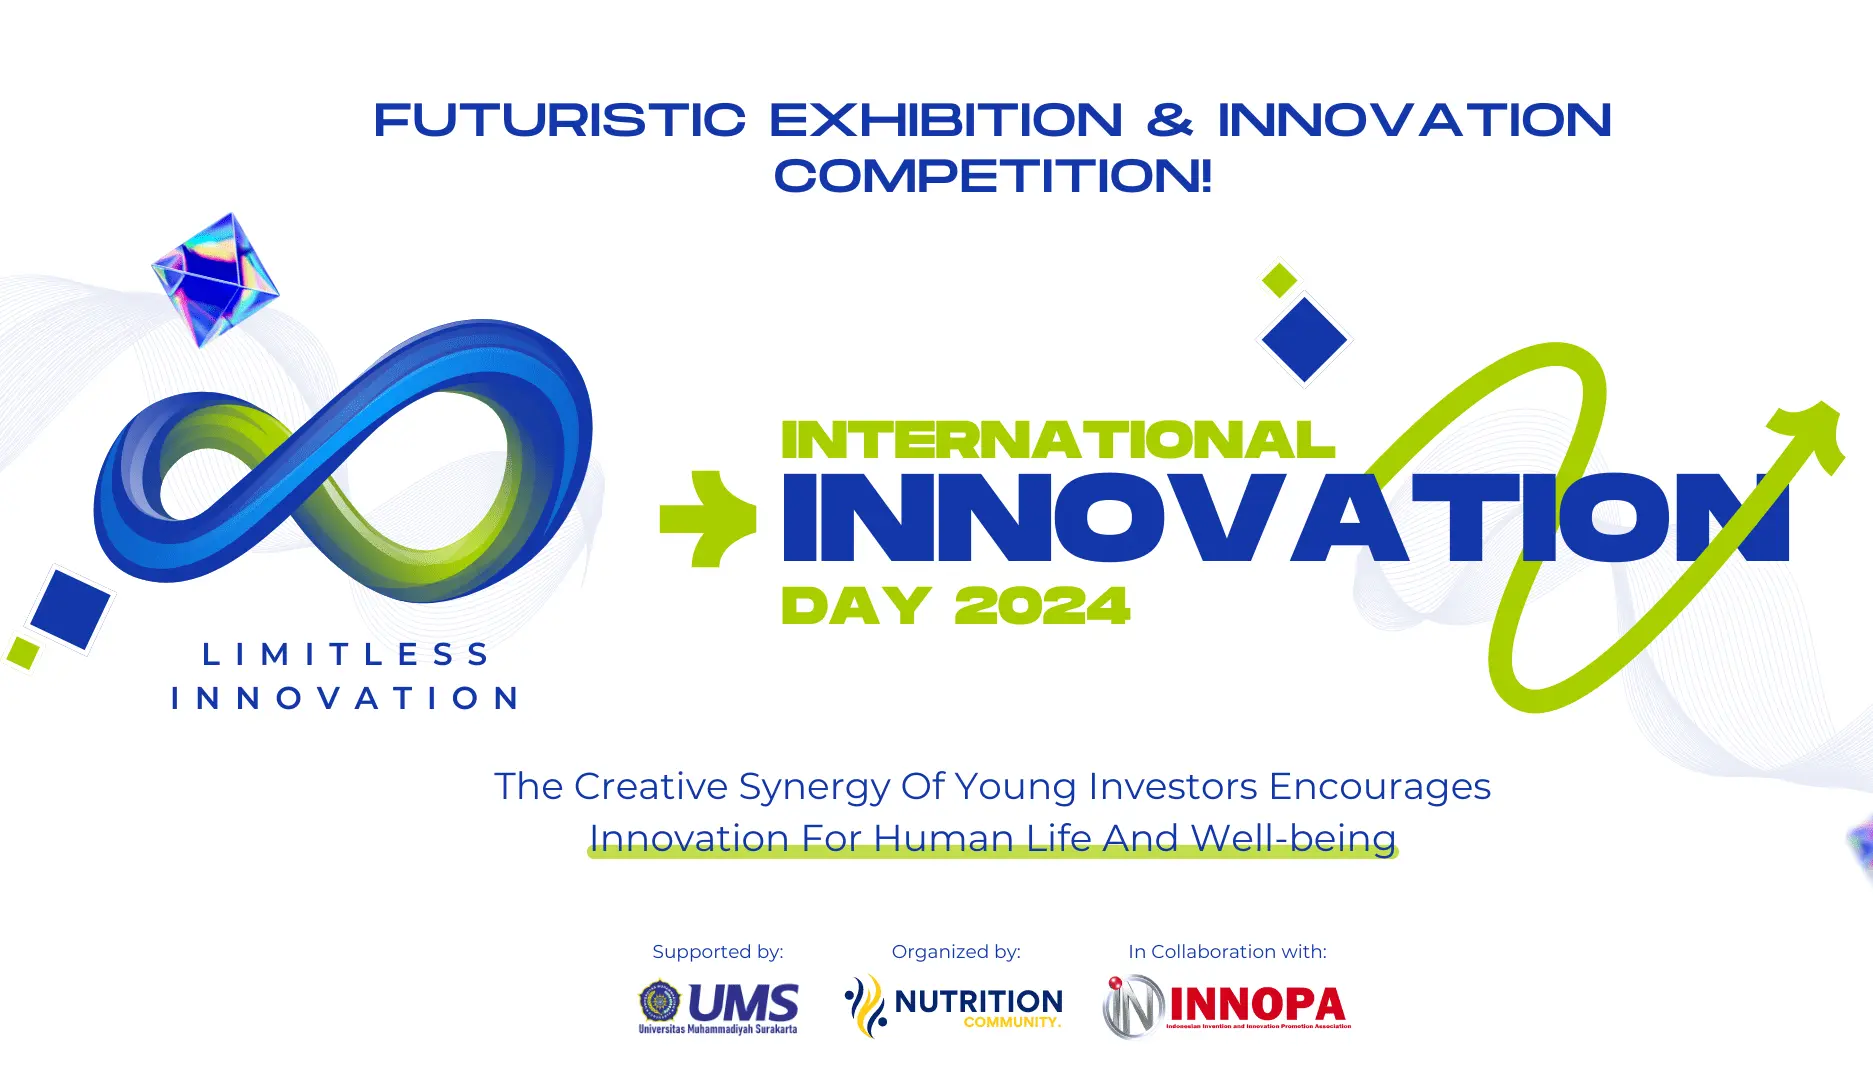 FUTURISTIC EXHIBITION & INNOVATION
COMPETITION!
LIMITLESS
INNOVATION
INTERNATIONAL
INNOVATION
DAY 2024
The Creative Synergy Of Young Investors Encourages
Innovation For Human Life And Well-being
Supported by:
UMS
Universitas Muhammadiyah Surakarta
Organized by:
NUTRITION
COMMUNITY.
In Collaboration with:
IN INNOPA
Indonesian Invention and Innovation Promotion Association